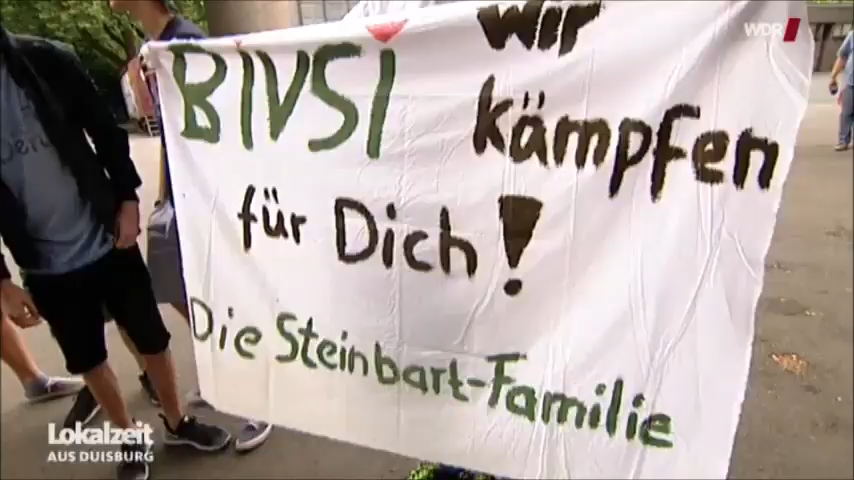 WDR
BIVSI wir
kämpfen
für Dich!
Die Steinbart-Familie
Lokalzeit
AUS DUISBURG